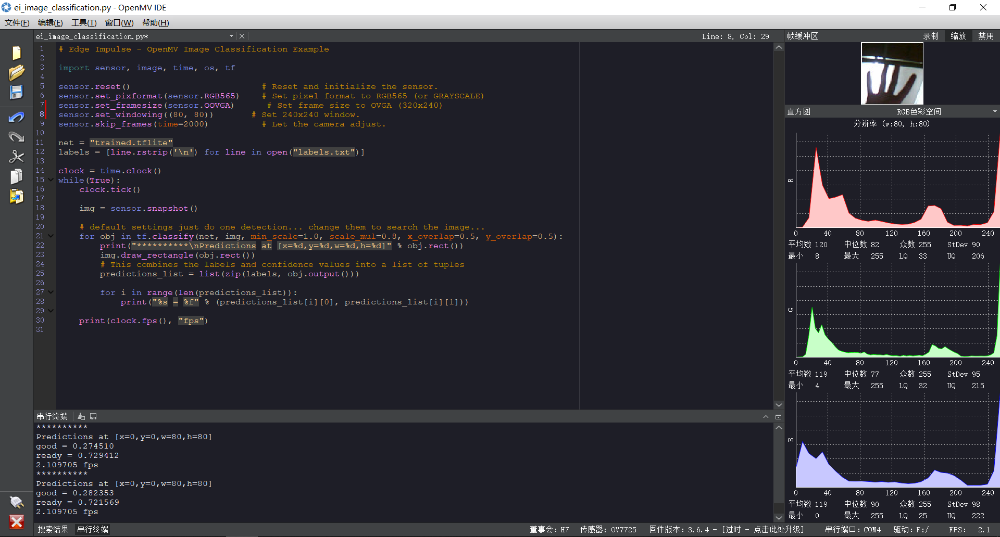 ei_image_classification.py - OpenMV IDE
文件(F) 编辑(E) 工具(T) 窗口(W) 帮助(H)
ei_image_classification.py*
Line: 8, Col: 29
1 # Edge Impulse - OpenMV Image Classification Example
2
3 import sensor, image, time, os, tf
4
5 sensor.reset() # Reset and initialize the sensor.
6 sensor.set_pixformat(sensor.RGB565) # Set pixel format to RGB565 (or GRAYSCALE)
7 sensor.set_framesize(sensor.QQVGA) # Set frame size to QVGA (320x240)
8 sensor.set_windowing((80, 80)) # Set 240x240 window.
9 sensor.skip_frames(time=2000) # Let the camera adjust.
10
11 net = "trained.tflite"
12 labels = [line.rstrip('\n') for line in open("labels.txt")]
13
14 clock = time.clock()
15 while(True):
16 clock.tick()
17
18 img = sensor.snapshot()
19
20 # default settings just do one detection... change them to search the image...
21 for obj in tf.classify(net, img, min_scale=1.0, scale_mul=0.8, x_overlap=0.5, y_overlap=0.5):
22 print("**********\nPredictions at [x=%d,y=%d,w=%d,h=%d]" % obj.rect())
23 img.draw_rectangle(obj.rect())
24 # This combines the labels and confidence values into a list of tuples
25 predictions_list = list(zip(labels, obj.output()))
26
27 for i in range(len(predictions_list)):
28 print("%s = %f" % (predictions_list[i][0], predictions_list[i][1]))
29
30 print(clock.fps(), "fps")
31
串行终端
**********
Predictions at [x=0,y=0,w=80,h=80]
good = 0.274510
ready = 0.729412
2.109705 fps
**********
Predictions at [x=0,y=0,w=80,h=80]
good = 0.282353
ready = 0.721569
2.109705 fps
搜索结果 串行终端
帧缓冲区 录制 缩放 禁用
直方图 RGB色彩空间
分辨率 (w:80, h:80)
R
0 40 80 120 160 200 240
平均数 120 中位数 82 众数 255 StDev 90
最小 8 最大 255 LQ 33 UQ 206
G
0 40 80 120 160 200 240
平均数 119 中位数 77 众数 255 StDev 95
最小 4 最大 255 LQ 32 UQ 215
B
0 40 80 120 160 200 240
平均数 119 中位数 90 众数 255 StDev 98
最小 0 最大 255 LQ 25 UQ 222
董事会: H7 传感器: OV7725 固件版本: 3.6.4 - [过时 - 点击此处升级] 串行端口: COM4 驱动: F:/ FPS: 2.1